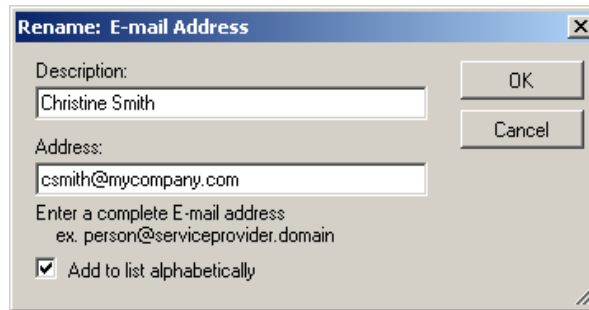 Rename: E-mail Address
Description:
Christine Smith
OK
Cancel
Address:
csmith@mycompany.com
Enter a complete E-mail address
ex. person@serviceprovider.domain
Add to list alphabetically